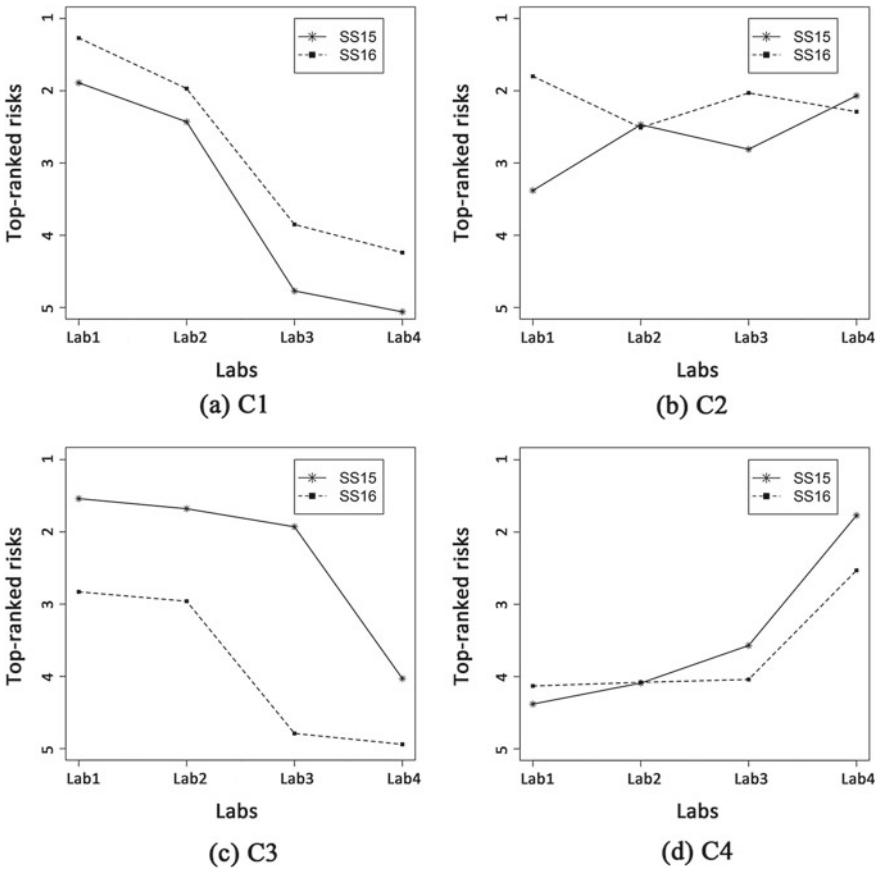 Top-ranked risks
1
2
3
4
5
SS15
SS16
Lab1 Lab2 Lab3 Lab4
Labs
(a) C1
Top-ranked risks
1
2
3
4
5
SS15
SS16
Lab1 Lab2 Lab3 Lab4
Labs
(b) C2
Top-ranked risks
1
2
3
4
5
SS15
SS16
Lab1 Lab2 Lab3 Lab4
Labs
(c) C3
Top-ranked risks
1
2
3
4
5
SS15
SS16
Lab1 Lab2 Lab3 Lab4
Labs
(d) C4